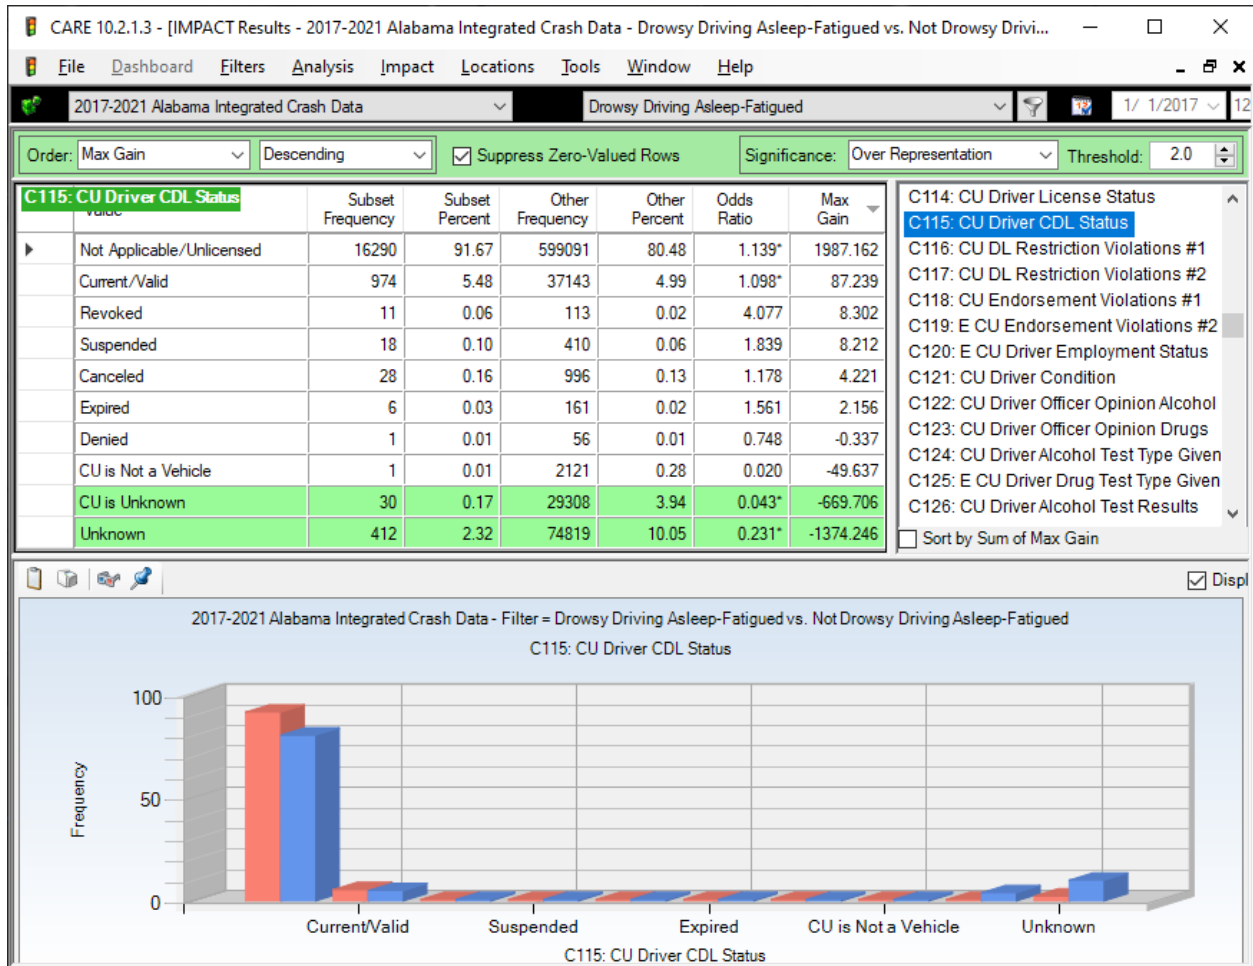 CARE 10.2.1.3 - [IMPACT Results - 2017-2021 Alabama Integrated Crash Data - Drowsy Driving Asleep-Fatigued vs. Not Drowsy Drivi...
File Dashboard Filters Analysis Impact Locations Tools Window Help
2017-2021 Alabama Integrated Crash Data Drowsy Driving Asleep-Fatigued 1/ 1/2017 12
Order: Max Gain Descending Suppress Zero-Valued Rows Significance: Over Representation Threshold: 2.0
C115: CU Driver CDL Status
Value Subset Frequency Subset Percent Other Frequency Other Percent Odds Ratio Max Gain
Not Applicable/Unlicensed 16290 91.67 599091 80.48 1.139* 1987.162
Current/Valid 974 5.48 37143 4.99 1.098* 87.239
Revoked 11 0.06 113 0.02 4.077 8.302
Suspended 18 0.10 410 0.06 1.839 8.212
Canceled 28 0.16 996 0.13 1.178 4.221
Expired 6 0.03 161 0.02 1.561 2.156
Denied 1 0.01 56 0.01 0.748 -0.337
CU is Not a Vehicle 1 0.01 2121 0.28 0.020 -49.637
CU is Unknown 30 0.17 29308 3.94 0.043* -669.706
Unknown 412 2.32 74819 10.05 0.231* -1374.246
C114: CU Driver License Status
C115: CU Driver CDL Status
C116: CU DL Restriction Violations #1
C117: CU DL Restriction Violations #2
C118: CU Endorsement Violations #1
C119: E CU Endorsement Violations #2
C120: E CU Driver Employment Status
C121: CU Driver Condition
C122: CU Driver Officer Opinion Alcohol
C123: CU Driver Officer Opinion Drugs
C124: CU Driver Alcohol Test Type Given
C125: E CU Driver Drug Test Type Given
C126: CU Driver Alcohol Test Results
Sort by Sum of Max Gain
Displ
2017-2021 Alabama Integrated Crash Data - Filter = Drowsy Driving Asleep-Fatigued vs. Not Drowsy Driving Asleep-Fatigued
C115: CU Driver CDL Status
100
50
0
Frequency
Current/Valid Suspended Expired CU is Not a Vehicle Unknown
C115: CU Driver CDL Status